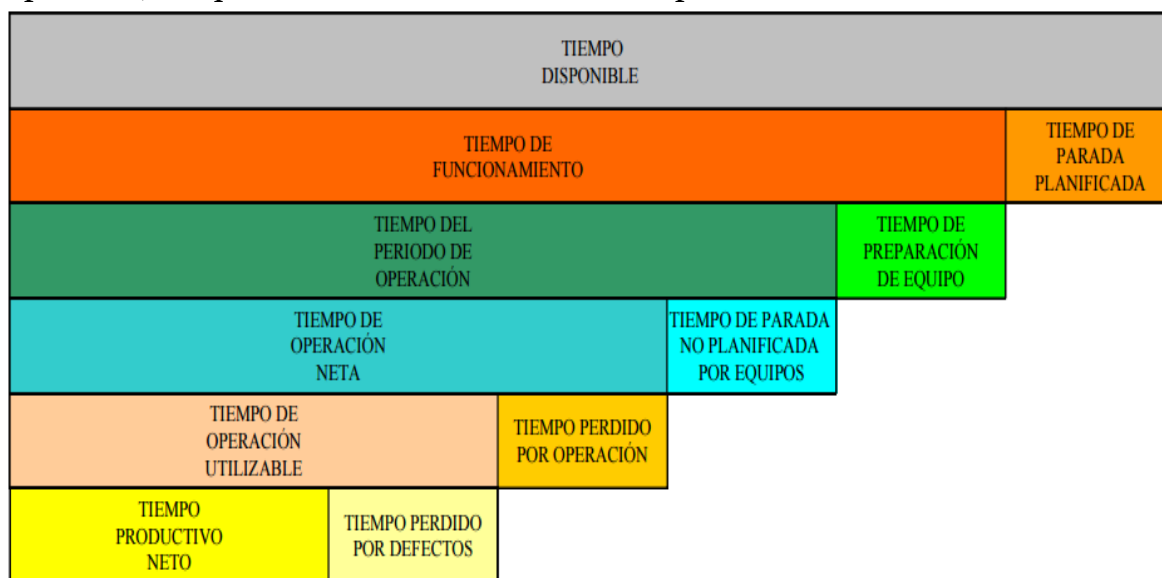 TIEMPO
DISPONIBLE
TIEMPO DE
FUNCIONAMIENTO
TIEMPO DE
PARADA
PLANIFICADA
TIEMPO DEL
PERIODO DE
OPERACIÓN
TIEMPO DE
PREPARACIÓN
DE EQUIPO
TIEMPO DE
OPERACIÓN
NETA
TIEMPO DE PARADA
NO PLANIFICADA
POR EQUIPOS
TIEMPO DE
OPERACIÓN
UTILIZABLE
TIEMPO PERDIDO
POR OPERACIÓN
TIEMPO
PRODUCTIVO
NETO
TIEMPO PERDIDO
POR DEFECTOS